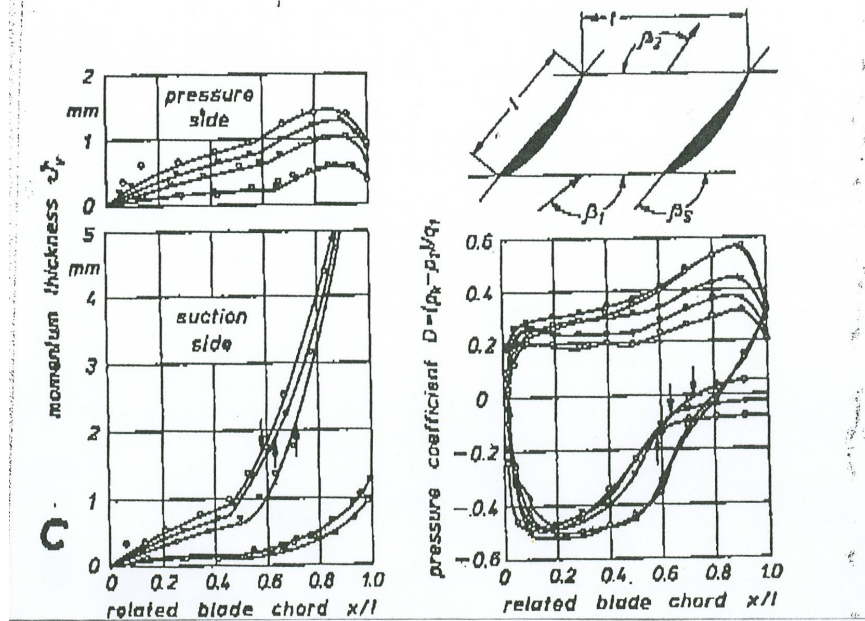 2
mm
1
0
pressure
side
5
mm
4
3
2
1
0
suction
side
0
0.2
0.4
0.6
0.8
1.0
related blade chord x/l
t
β₂
l
β₁
βₛ
0.6
0.4
0.2
0
-0.2
-0.4
-0.6
pressure coefficient
0
0.2
0.4
0.6
0.8
1.0
related blade chord x/l
momentum thickness